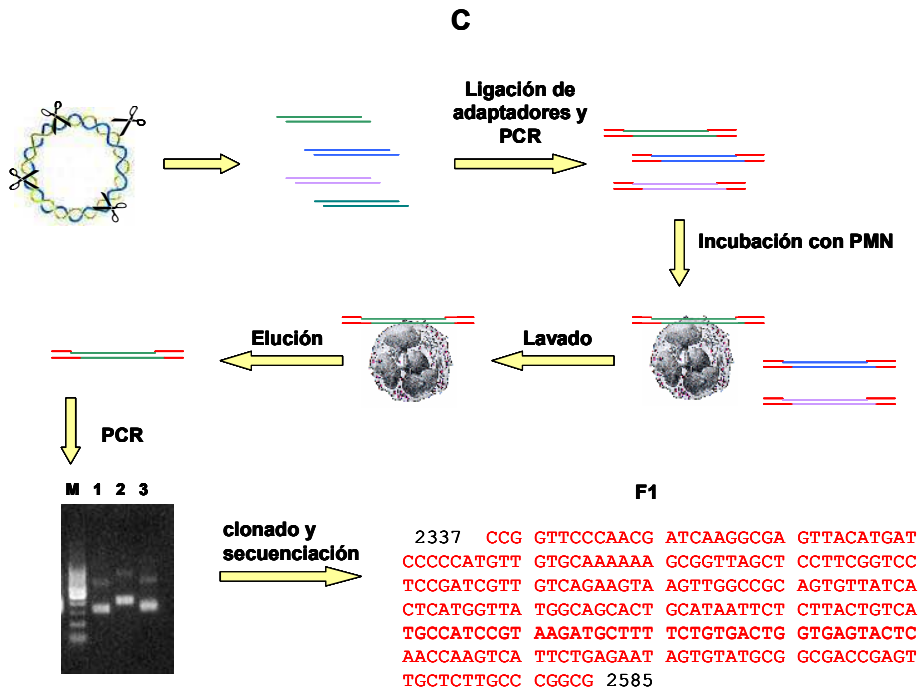 C
Ligación de
adaptadores y
PCR
Incubación con PMN
Elución
Lavado
PCR
M 1 2 3
clonado y
secuenciación
F1
2337 CCG GTTCCCAACG ATCAAGGCGA GTTACATGAT
CCCCCATGTT GTGCAAAAAA GCGGTTAGCT CCTTCGGTCC
TCCGATCGTT GTCAGAAGTA AGTTGGCCGC AGTGTTATCA
CTCATGGTTA TGGCAGCACT GCATAATTCT CTTACTGTCA
TGCCATCCGT AAGATGCTTT TCTGTGACTG GTGAGTACTC
AACCAAGTCA TTCTGAGAAT AGTGTATGCG GCGACCGAGT
TGCTCTTGCC CGGCG 2585